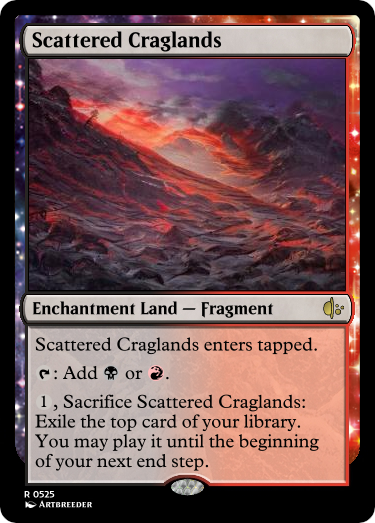 Scattered Craglands
Enchantment Land — Fragment
Scattered Craglands enters tapped.
: Add or .
1 , Sacrifice Scattered Craglands:
Exile the top card of your library.
You may play it until the beginning
of your next end step.
R 0525
ARTBREEDER